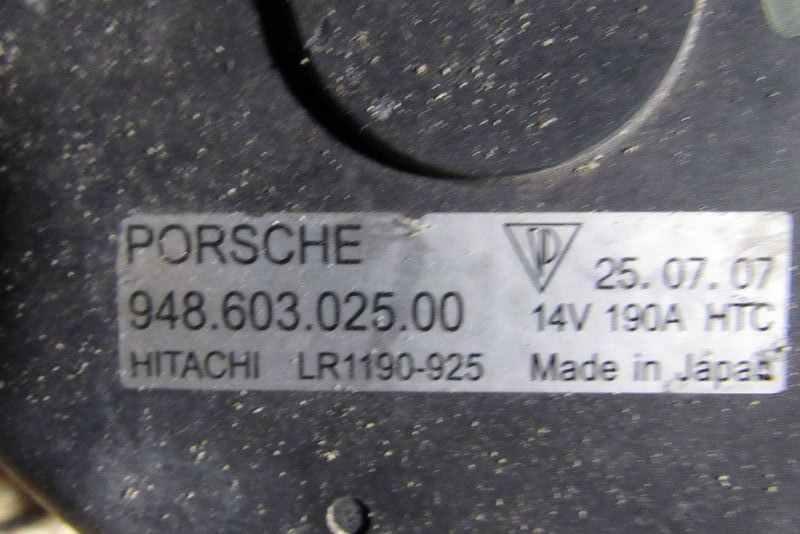 PORSCHE
25.07.07
948.603.025.00
14V 190A HTC
HITACHI LR1190-925 Made in Japan